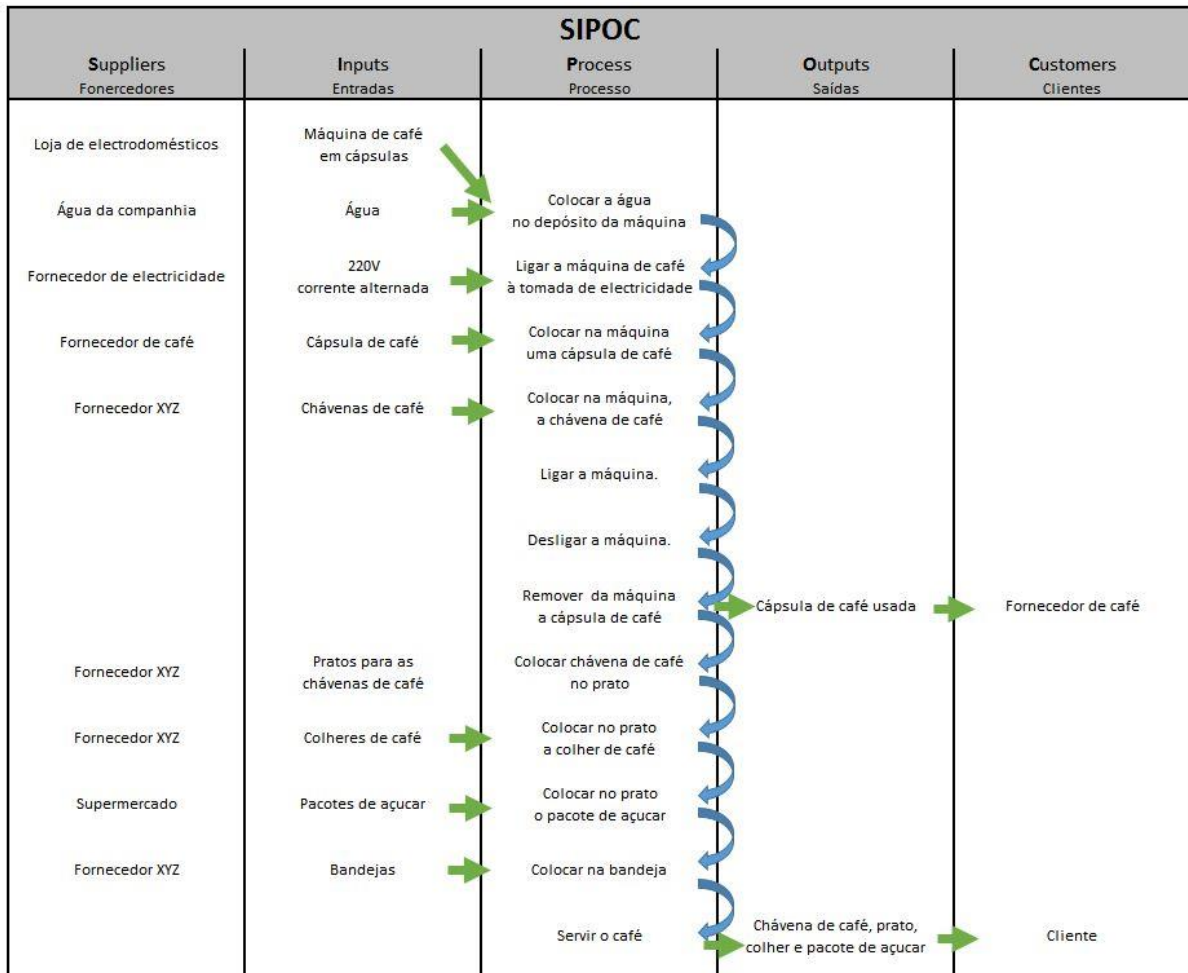 SIPOC
Suppliers
Fonercedores
Inputs
Entradas
Process
Processo
Outputs
Saídas
Customers
Clientes
Loja de electrodomésticos
Máquina de café
em cápsulas
Água da companhia
Água
Colocar a água
no depósito da máquina
Fornecedor de electricidade
220V
corrente alternada
Ligar a máquina de café
à tomada de electricidade
Fornecedor de café
Cápsula de café
Colocar na máquina
uma cápsula de café
Fornecedor XYZ
Chávenas de café
Colocar na máquina,
a chávena de café
Ligar a máquina.
Desligar a máquina.
Remover da máquina
a cápsula de café
Cápsula de café usada
Fornecedor de café
Fornecedor XYZ
Pratos para as
chávenas de café
Colocar chávena de café
no prato
Fornecedor XYZ
Colheres de café
Colocar no prato
a colher de café
Supermercado
Pacotes de açucar
Colocar no prato
o pacote de açucar
Fornecedor XYZ
Bandejas
Colocar na bandeja
Servir o café
Chávena de café, prato,
colher e pacote de açucar
Cliente